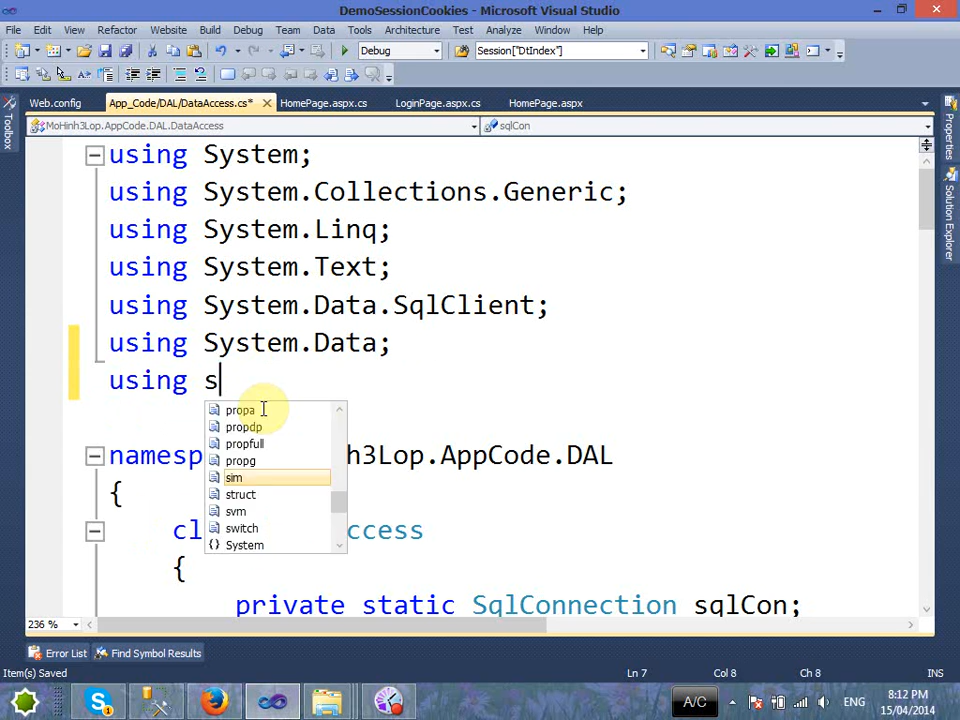 DemoSessionCookies - Microsoft Visual Studio
File Edit View Refactor Website Build Debug Data Tools Architecture Test Analyze Window Help
Debug Session["DtIndex"]
Web.config App_Code/DAL/DataAccess.cs* HomePage.aspx.cs LoginPage.aspx.cs HomePage.aspx
MoHinh3Lop.AppCode.DAL.DataAccess sqlCon
Toolbox
Properties
Solution Explorer
using System;
using System.Collections.Generic;
using System.Linq;
using System.Text;
using System.Data.SqlClient;
using System.Data;
using s
propa
propdp
propfull
propg
sim
struct
svm
switch
{} System
namesp h3Lop.AppCode.DAL
{
cl ccess
{
private static SqlConnection sqlCon;
236 %
Error List Find Symbol Results
Item(s) Saved Ln 7 Col 8 Ch 8 INS
A/C ENG 8:12 PM
15/04/2014